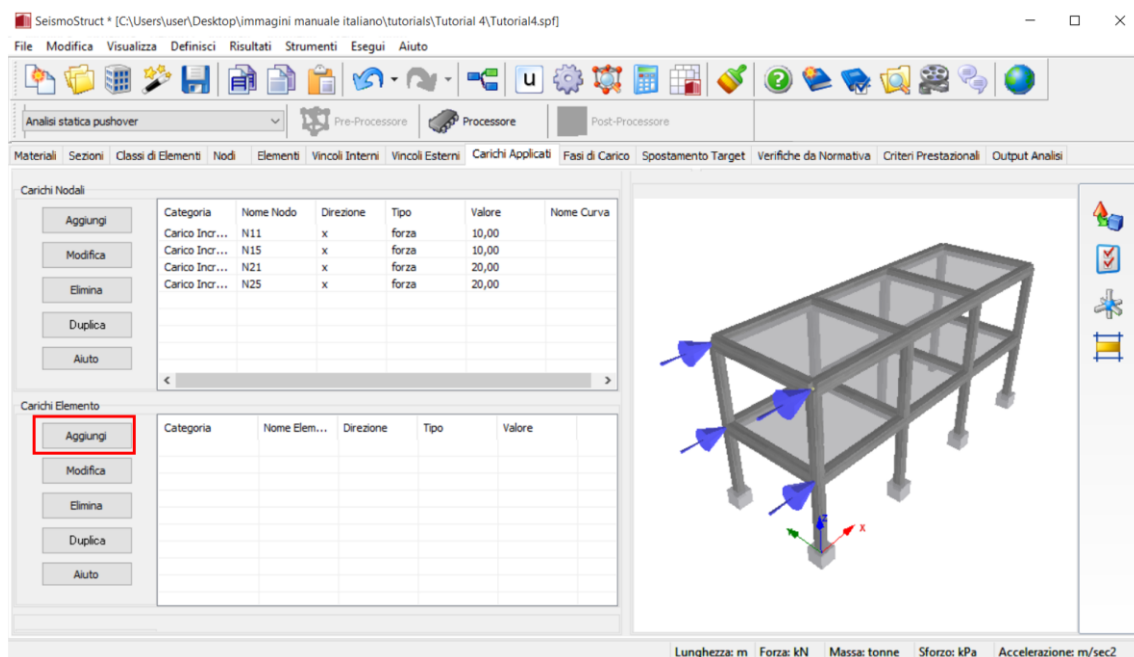 SeismoStruct * [C:\Users\user\Desktop\immagini manuale italiano\tutorials\Tutorial 4\Tutorial4.spf]
File Modifica Visualizza Definisci Risultati Strumenti Esegui Aiuto
u
Analisi statica pushover Pre-Processore Processore Post-Processore
Materiali Sezioni Classi di Elementi Nodi Elementi Vincoli Interni Vincoli Esterni Carichi Applicati Fasi di Carico Spostamento Target Verifiche da Normativa Criteri Prestazionali Output Analisi
Carichi Nodali
Aggiungi
Modifica
Elimina
Duplica
Aiuto
Categoria Nome Nodo Direzione Tipo Valore Nome Curva
Carico Incr... N11 x forza 10,00
Carico Incr... N15 x forza 10,00
Carico Incr... N21 x forza 20,00
Carico Incr... N25 x forza 20,00
Carichi Elemento
Aggiungi
Modifica
Elimina
Duplica
Aiuto
Categoria Nome Elem... Direzione Tipo Valore
z
x
Lunghezza: m Forza: kN Massa: tonne Sforzo: kPa Accelerazione: m/sec2